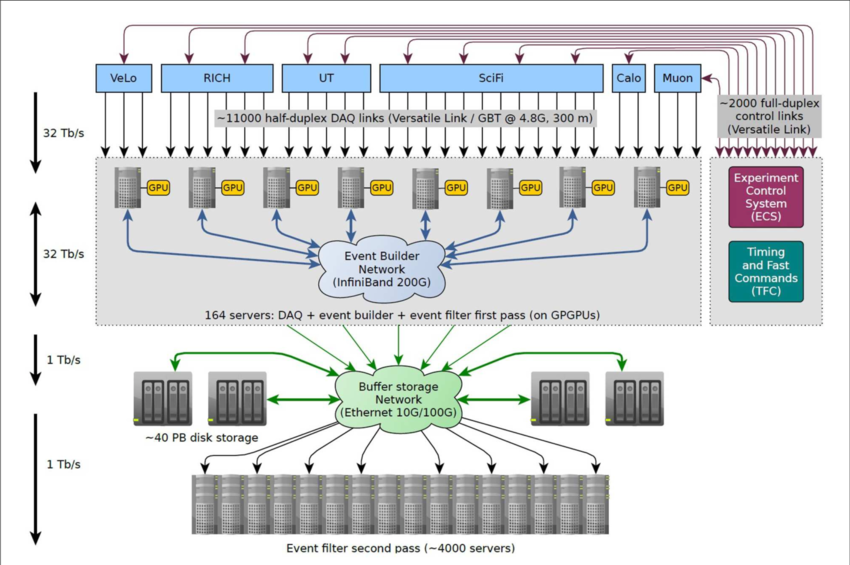 VeLo
RICH
UT
SciFi
Calo
Muon
~11000 half-duplex DAQ links (Versatile Link / GBT @ 4.8G, 300 m)
~2000 full-duplex
control links
(Versatile Link)
32 Tb/s
GPU
GPU
GPU
GPU
GPU
GPU
GPU
GPU
Experiment
Control
System
(ECS)
32 Tb/s
Event Builder
Network
(InfiniBand 200G)
Timing
and Fast
Commands
(TFC)
164 servers: DAQ + event builder + event filter first pass (on GPGPUs)
1 Tb/s
Buffer storage
Network
(Ethernet 10G/100G)
~40 PB disk storage
1 Tb/s
Event filter second pass (~4000 servers)